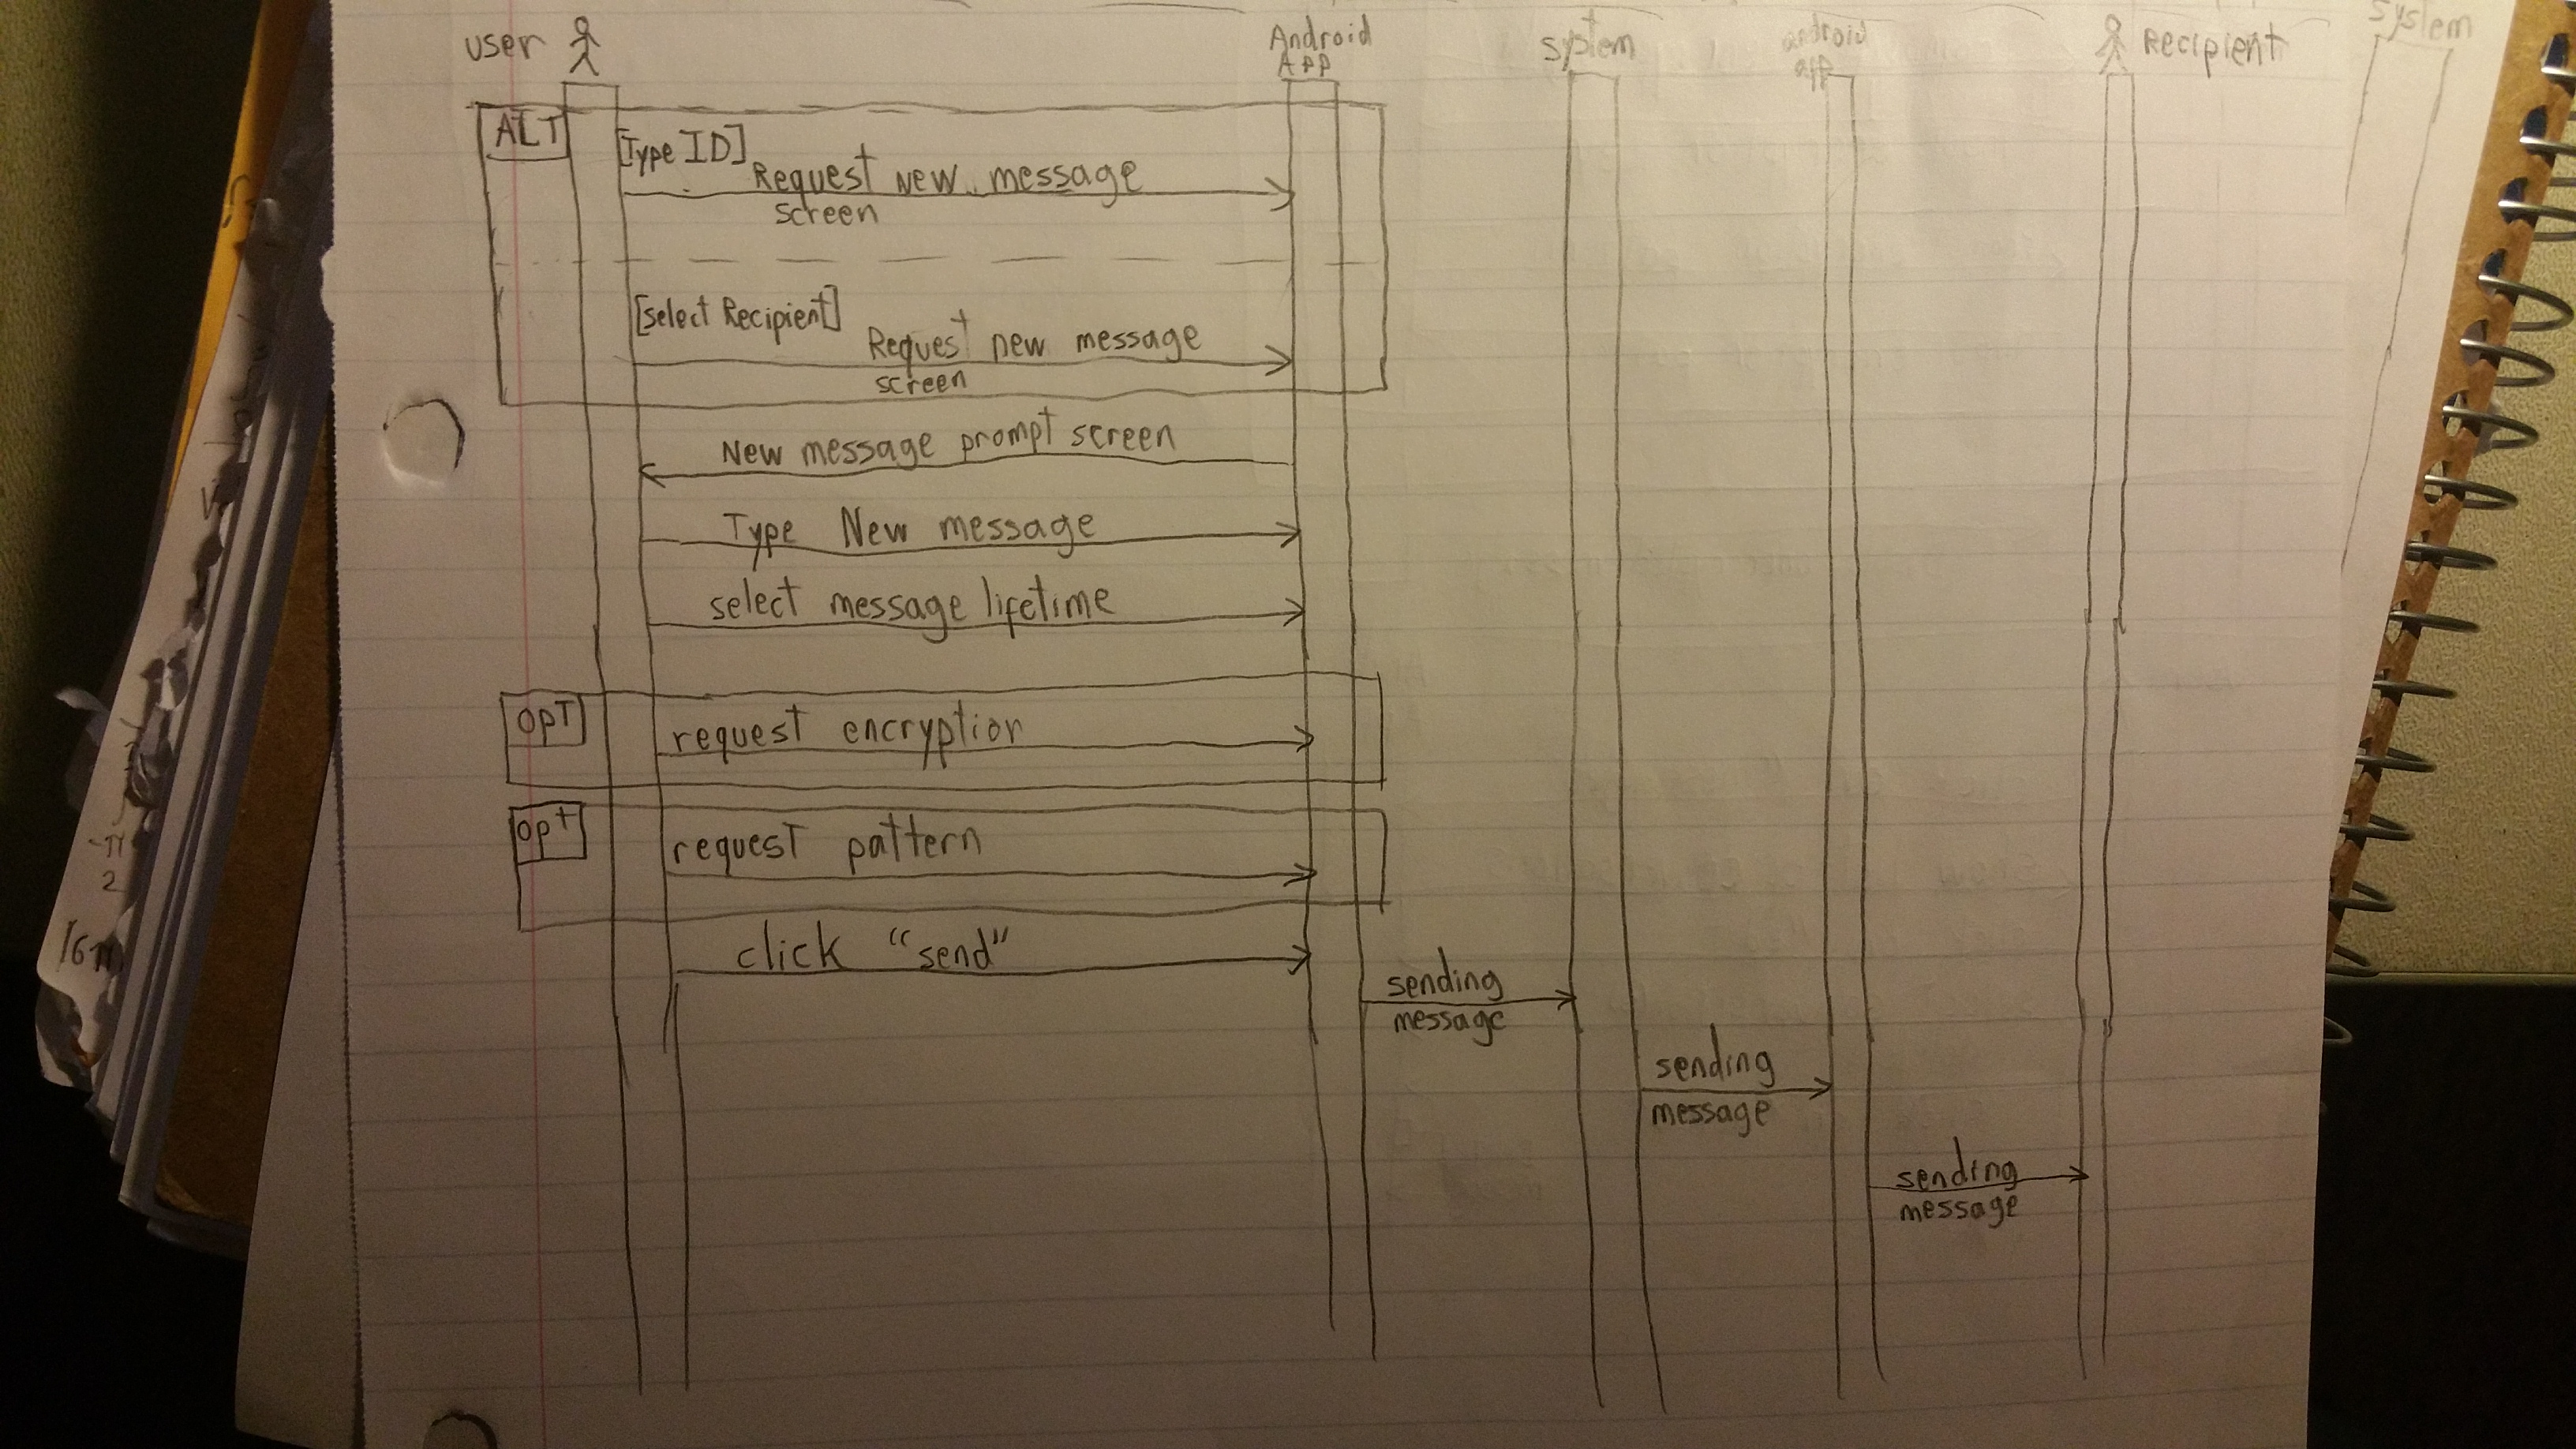 user
Android
App
system
android
app
Recipient
system
ALT
[Type ID]
Request new message
screen
[select Recipient]
Request new message
screen
New message prompt screen
Type New message
select message lifetime
opT
request encryption
opt
request pattern
click "send"
sending
message
sending
message
sending
message
π
2
16π